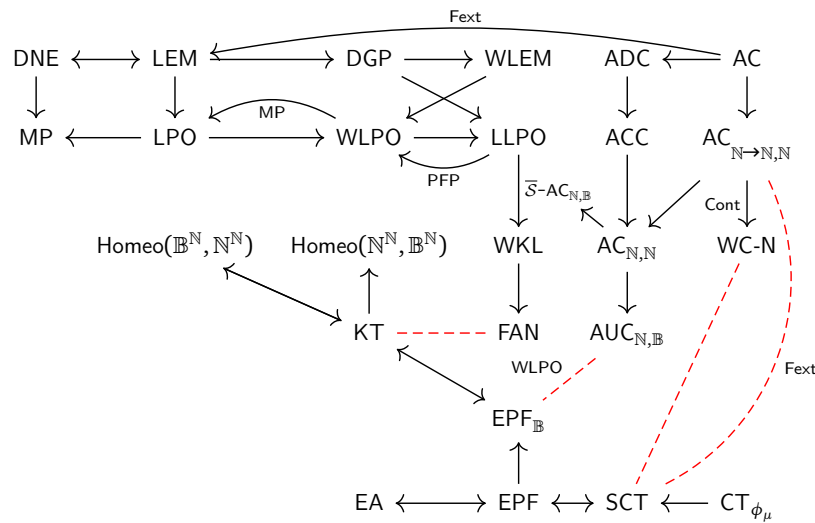 Fext
DNE LEM DGP WLEM ADC AC
MP
MP LPO WLPO LLPO ACC AC_{ℕ→ℕ,ℕ}
PFP S̅-AC_{ℕ,𝔹} Cont
Homeo(𝔹^ℕ, ℕ^ℕ) Homeo(ℕ^ℕ, 𝔹^ℕ) WKL AC_{ℕ,ℕ} WC-N
KT FAN AUC_{ℕ,𝔹}
WLPO Fext
EPF_𝔹
EA EPF SCT CT_{ϕ_μ}